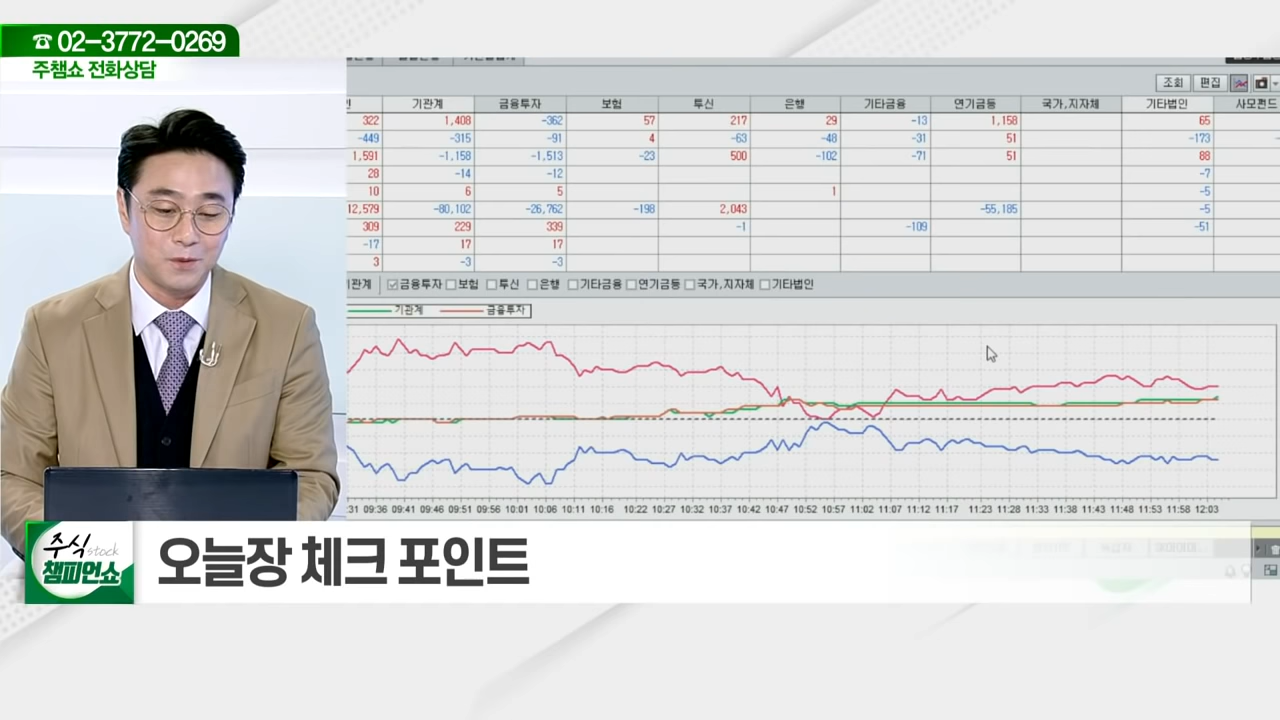 ☎ 02-3772-0269
주챔쇼 전화상담
조회 편집
기관계 금융투자 보험 투신 은행 기타금융 연기금등 국가,지자체 기타법인 사모펀드
322 1,408 -362 57 217 29 -13 1,158 65
-449 -315 -91 4 -63 -48 -31 51 -173
1,591 -1,158 -1,513 -23 500 -102 -71 51 88
28 -14 -12 -7
10 6 5 1 -5
12,579 -80,102 -26,762 -198 2,043 -55,185 -5
309 229 339 -1 -109 -51
-17 17 17
3 -3 -3
기관계 금융투자 보험 투신 은행 기타금융 연기금등 국가,지자체 기타법인
기관계 금융투자
:31 09:36 09:41 09:46 09:51 09:56 10:01 10:06 10:11 10:16 10:22 10:27 10:32 10:37 10:42 10:47 10:52 10:57 11:02 11:07 11:12 11:17 11:23 11:28 11:33 11:38 11:43 11:48 11:53 11:58 12:03
주식 stock
챔피언쇼
오늘장 체크 포인트